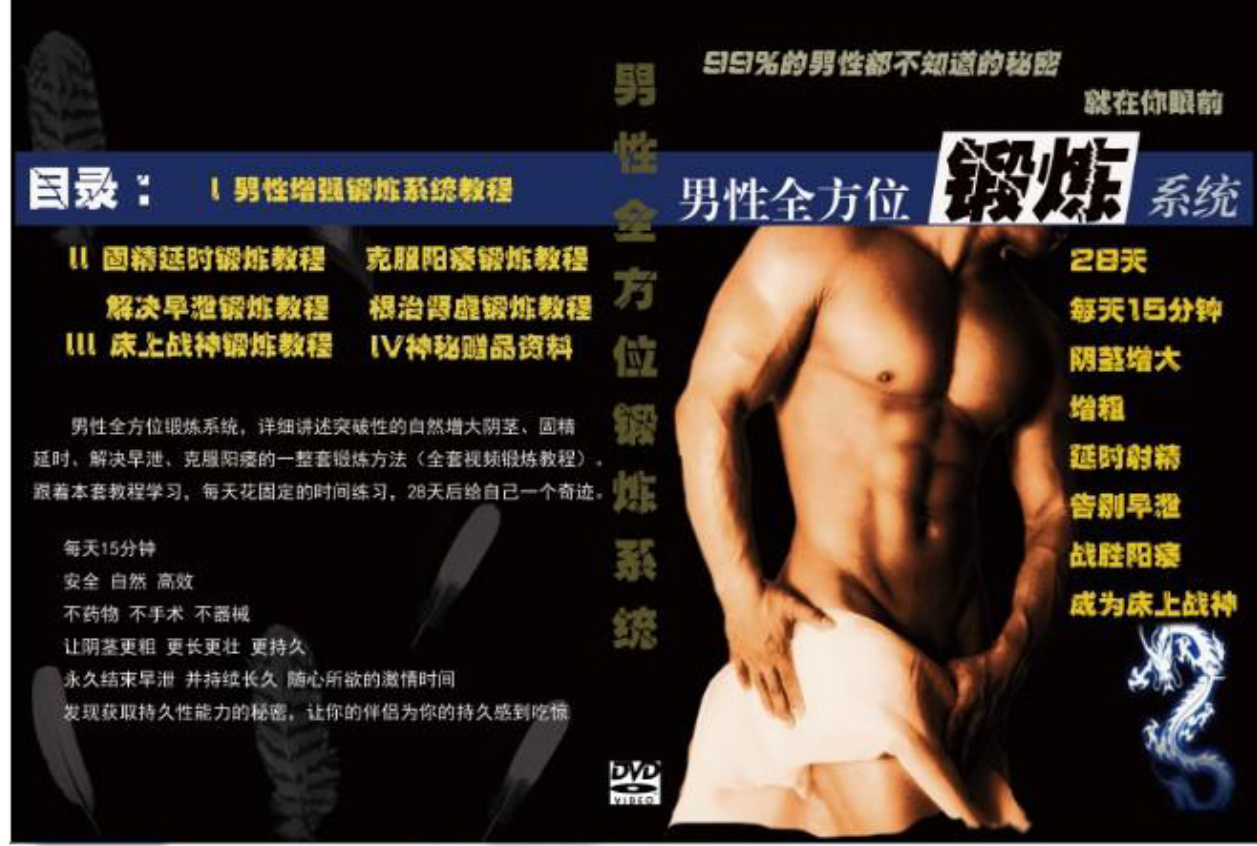 目录：
I 男性增强锻炼系统教程
II 固精延时锻炼教程 克服阳痿锻炼教程
解决早泄锻炼教程 根治肾虚锻炼教程
III 床上战神锻炼教程 IV神秘赠品资料
男性全方位锻炼系统，详细讲述突破性的自然增大阴茎、固精
延时、解决早泄、克服阳痿的一整套锻炼方法（全套视频锻炼教程）。
跟着本套教程学习，每天花固定的时间练习，28天后给自己一个奇迹。
每天15分钟
安全 自然 高效
不药物 不手术 不器械
让阴茎更粗 更长更壮 更持久
永久结束早泄 并持续长久 随心所欲的激情时间
发现获取持久性能力的秘密，让你的伴侣为你的持久感到吃惊
男性全方位锻炼系统
DVD
VIDEO
99%的男性都不知道的秘密
就在你眼前
男性全方位 锻炼 系统
28天
每天15分钟
阴茎增大
增粗
延时射精
告别早泄
战胜阳痿
成为床上战神